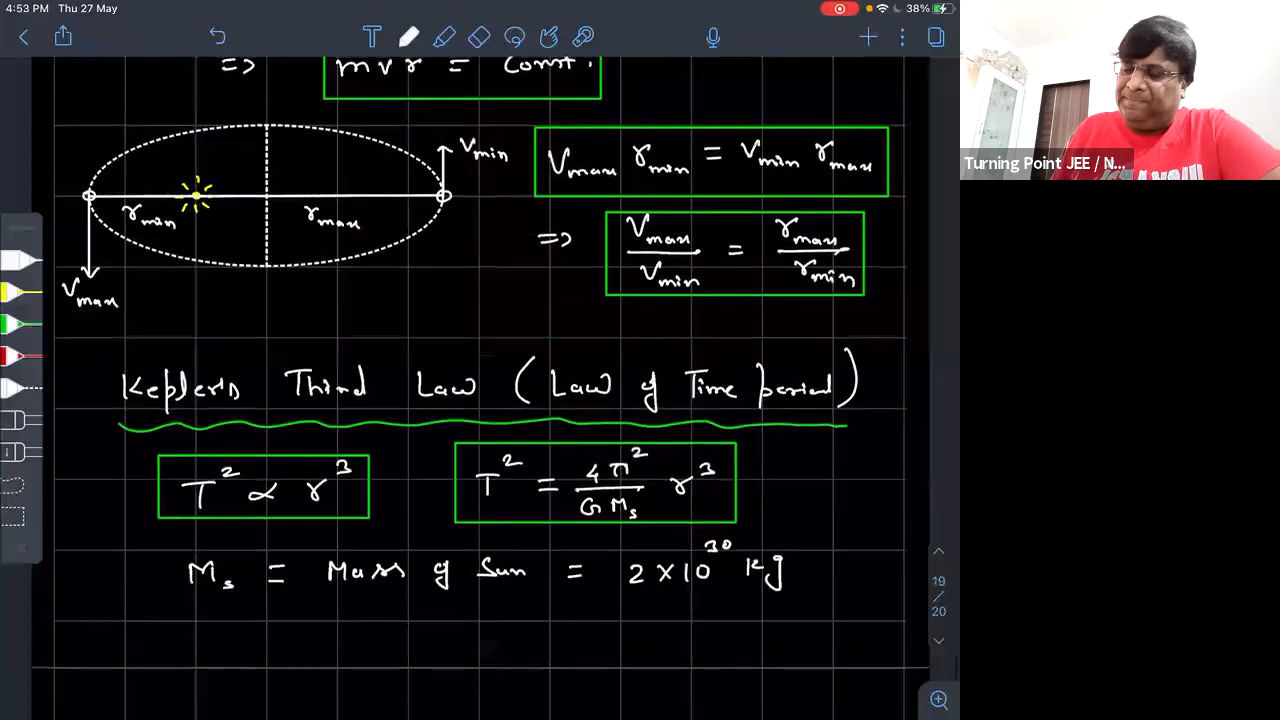 4:53 PM Thu 27 May
38%
=> mvr = Const.
Vmin
Vmax rmin = Vmin rmax
rmin rmax
=> Vmax / Vmin = rmax / rmin
Vmax
Kepler's Third Law (Law of Time period)
T² ∝ r³
T² = 4π² / GMs r³
Ms = Mass of Sun = 2 × 10³⁰ kg
19 / 20
Turning Point JEE / N...